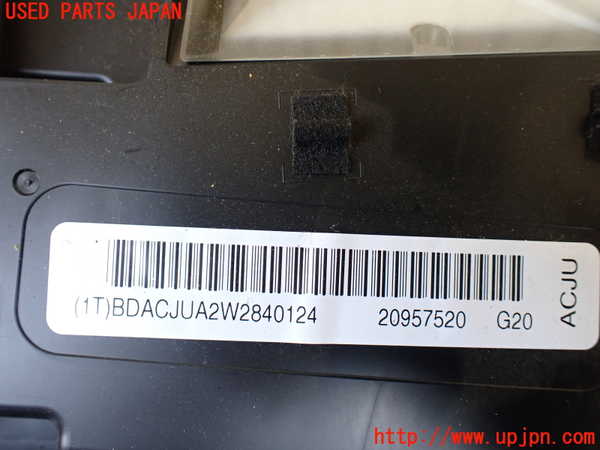 USED PARTS JAPAN
(1T)BDACJUA2W2840124 20957520 G20
ACJU
http://www.upjpn.com/